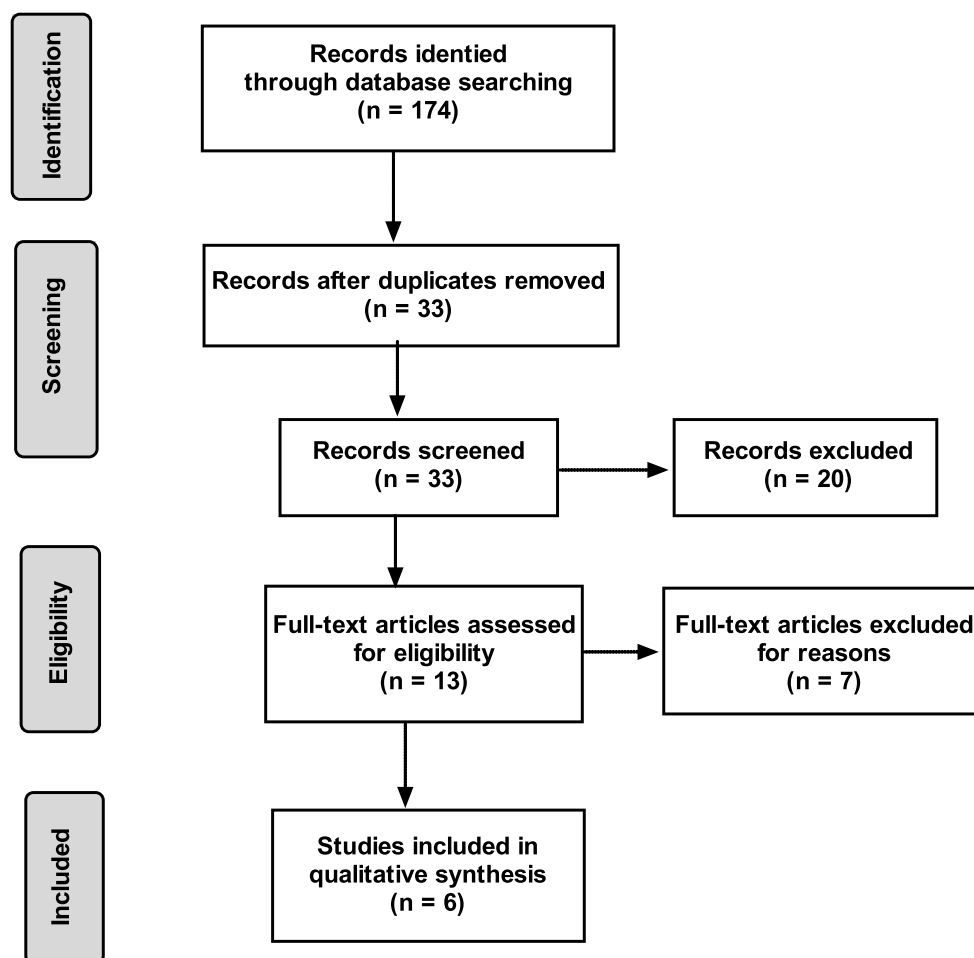 Identification
Records identied
through database searching
(n = 174)
Screening
Records after duplicates removed
(n = 33)
Records screened
(n = 33)
Records excluded
(n = 20)
Eligibility
Full-text articles assessed
for eligibility
(n = 13)
Full-text articles excluded
for reasons
(n = 7)
Included
Studies included in
qualitative synthesis
(n = 6)